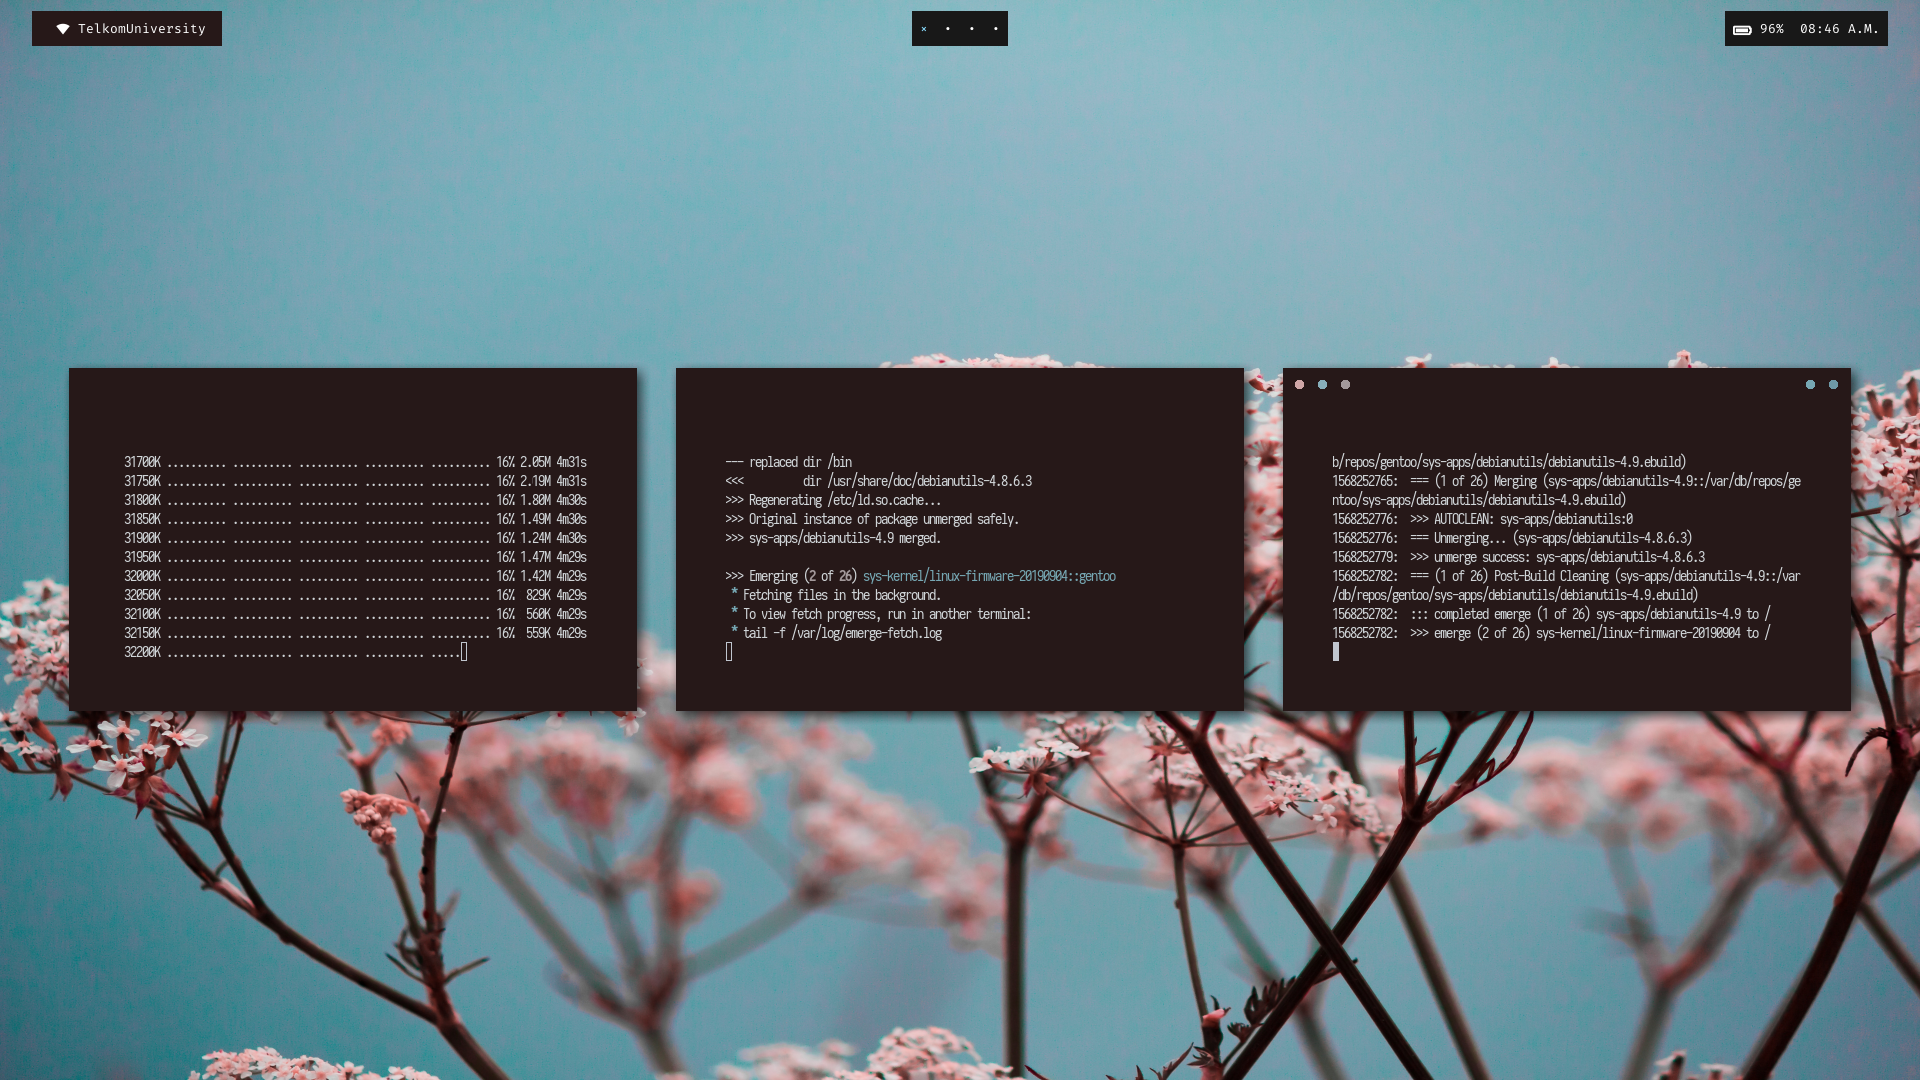 TelkomUniversity
96% 08:46 A.M.
31700K .......... .......... .......... .......... .......... 16% 2.05M 4m31s
31750K .......... .......... .......... .......... .......... 16% 2.19M 4m31s
31800K .......... .......... .......... .......... .......... 16% 1.80M 4m30s
31850K .......... .......... .......... .......... .......... 16% 1.49M 4m30s
31900K .......... .......... .......... .......... .......... 16% 1.24M 4m30s
31950K .......... .......... .......... .......... .......... 16% 1.47M 4m29s
32000K .......... .......... .......... .......... .......... 16% 1.42M 4m29s
32050K .......... .......... .......... .......... .......... 16% 829K 4m29s
32100K .......... .......... .......... .......... .......... 16% 560K 4m29s
32150K .......... .......... .......... .......... .......... 16% 559K 4m29s
32200K .......... .......... .......... .......... .....
--- replaced dir /bin
<<< dir /usr/share/doc/debianutils-4.8.6.3
>>> Regenerating /etc/ld.so.cache...
>>> Original instance of package unmerged safely.
>>> sys-apps/debianutils-4.9 merged.
>>> Emerging (2 of 26) sys-kernel/linux-firmware-20190904::gentoo
* Fetching files in the background.
* To view fetch progress, run in another terminal:
* tail -f /var/log/emerge-fetch.log
b/repos/gentoo/sys-apps/debianutils/debianutils-4.9.ebuild)
1568252765: === (1 of 26) Merging (sys-apps/debianutils-4.9::/var/db/repos/ge
ntoo/sys-apps/debianutils/debianutils-4.9.ebuild)
1568252776: >>> AUTOCLEAN: sys-apps/debianutils:0
1568252776: === Unmerging... (sys-apps/debianutils-4.8.6.3)
1568252779: >>> unmerge success: sys-apps/debianutils-4.8.6.3
1568252782: === (1 of 26) Post-Build Cleaning (sys-apps/debianutils-4.9::/var
/db/repos/gentoo/sys-apps/debianutils/debianutils-4.9.ebuild)
1568252782: ::: completed emerge (1 of 26) sys-apps/debianutils-4.9 to /
1568252782: >>> emerge (2 of 26) sys-kernel/linux-firmware-20190904 to /